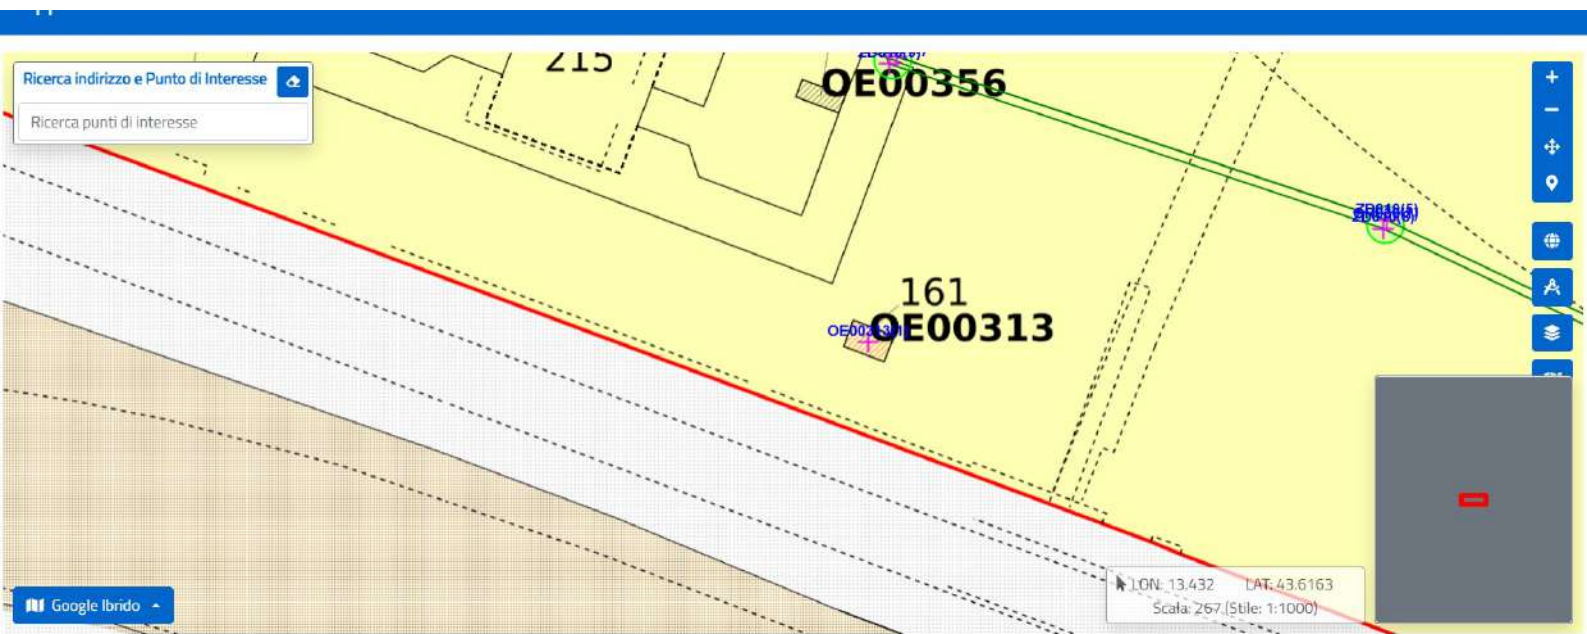 Ricerca indirizzo e Punto di Interesse
Ricerca punti di interesse
215
OE00356
161
OE00313
LON: 13.432 LAT: 43.6163
Scala: 267 (Stile: 1:1000)
Google Ibrido